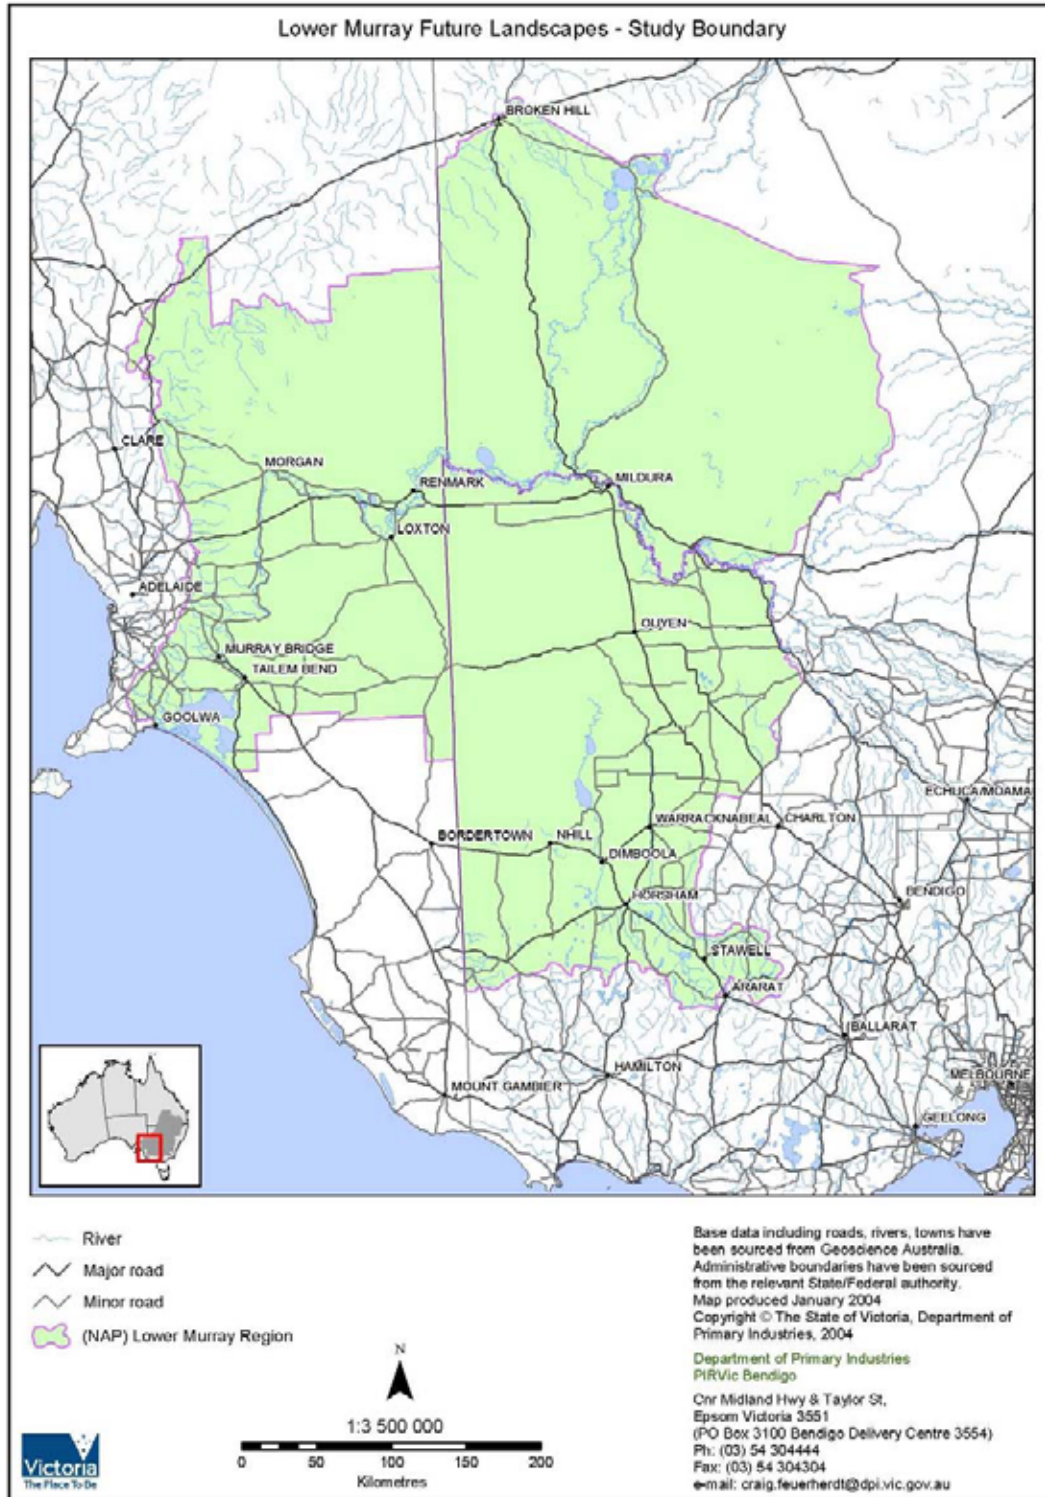 Lower Murray Future Landscapes - Study Boundary
BROKEN HILL
CLARE
MORGAN
RENMARK
MILDURA
LOXTON
ADELAIDE
OUYEN
MURRAY BRIDGE
TAILEM BEND
GOOLWA
ECHUCA/MOAMA
WARRACKNABEAL
CHARLTON
BORDERTOWN
NHILL
DIMBOOLA
BENDIGO
HORSHAM
STAWELL
ARARAT
BALLARAT
HAMILTON
MELBOURNE
MOUNT GAMBIER
GEELONG
River
Major road
Minor road
(NAP) Lower Murray Region
N
1:3 500 000
0 50 100 150 200
Kilometres
Victoria
The Place To Be
Base data including roads, rivers, towns have
been sourced from Geoscience Australia.
Administrative boundaries have been sourced
from the relevant State/Federal authority.
Map produced January 2004
Copyright © The State of Victoria, Department of
Primary Industries, 2004
Department of Primary Industries
PIRVic Bendigo
Cnr Midland Hwy & Taylor St,
Epsom Victoria 3551
(PO Box 3100 Bendigo Delivery Centre 3554)
Ph: (03) 54 304444
Fax: (03) 54 304304
e-mail: craig.feuerherdt@dpi.vic.gov.au